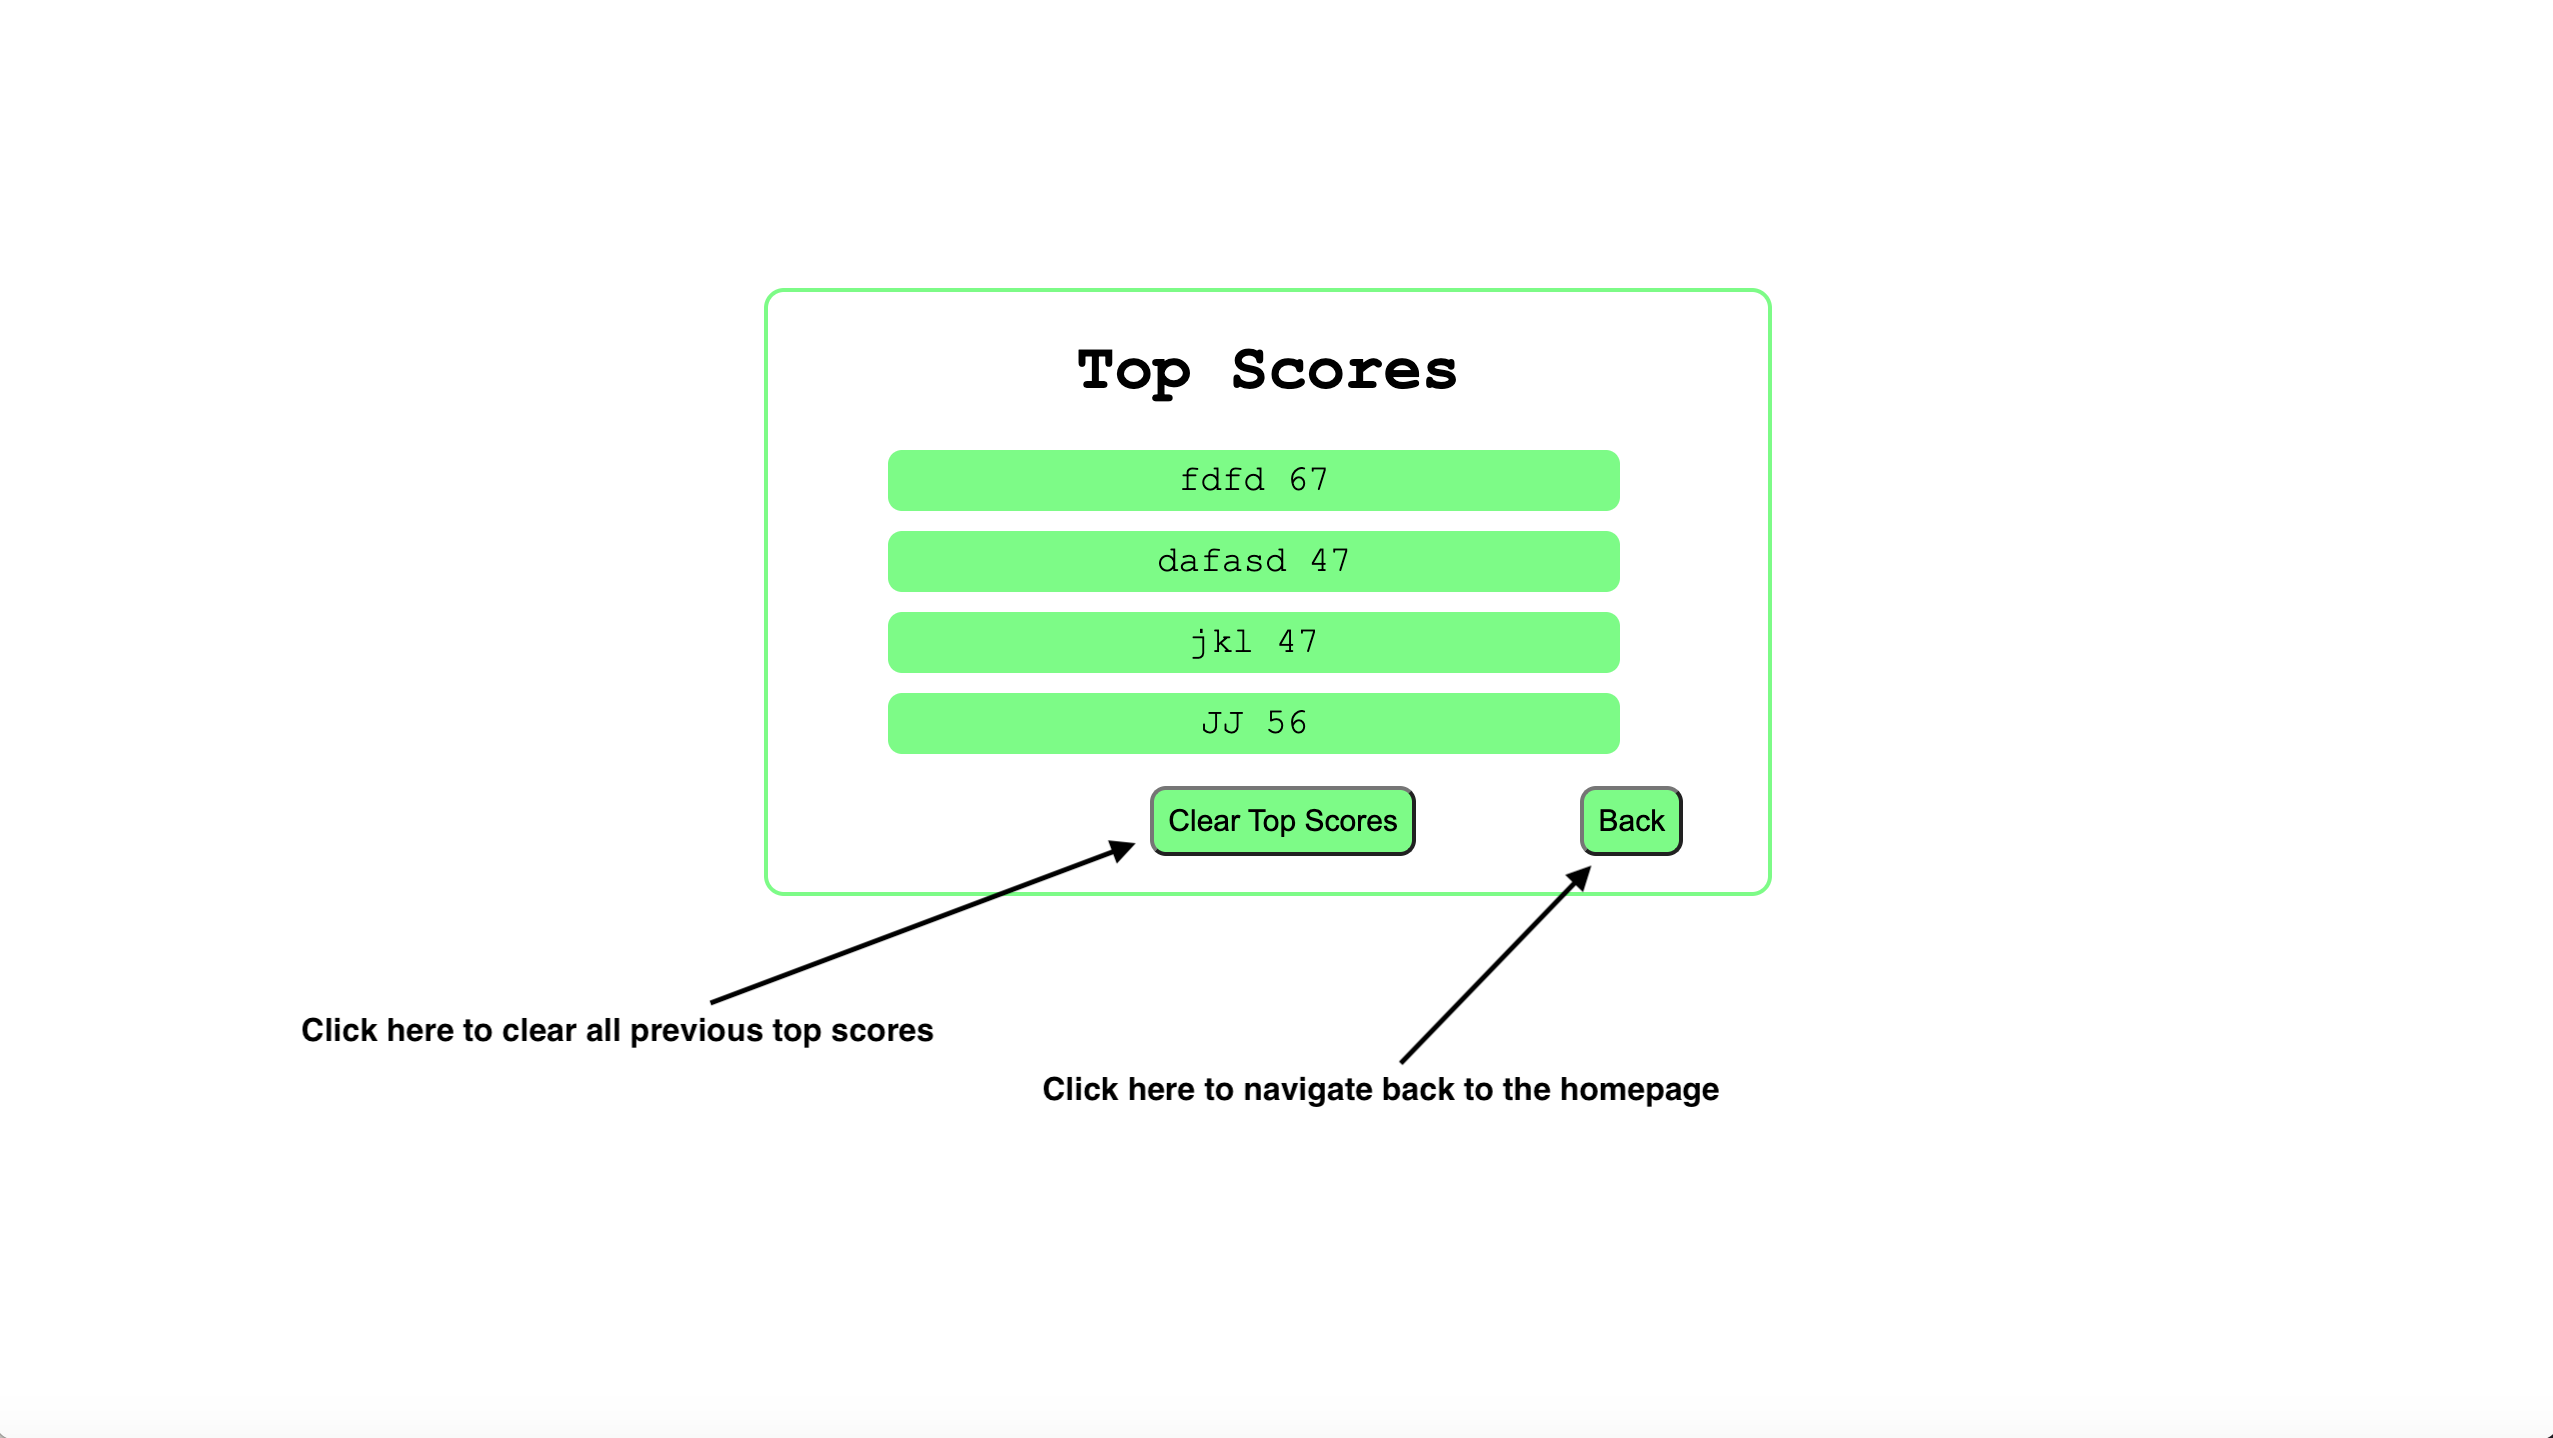 Top Scores
fdfd 67
dafasd 47
jkl 47
JJ 56
Clear Top Scores
Back
Click here to clear all previous top scores
Click here to navigate back to the homepage